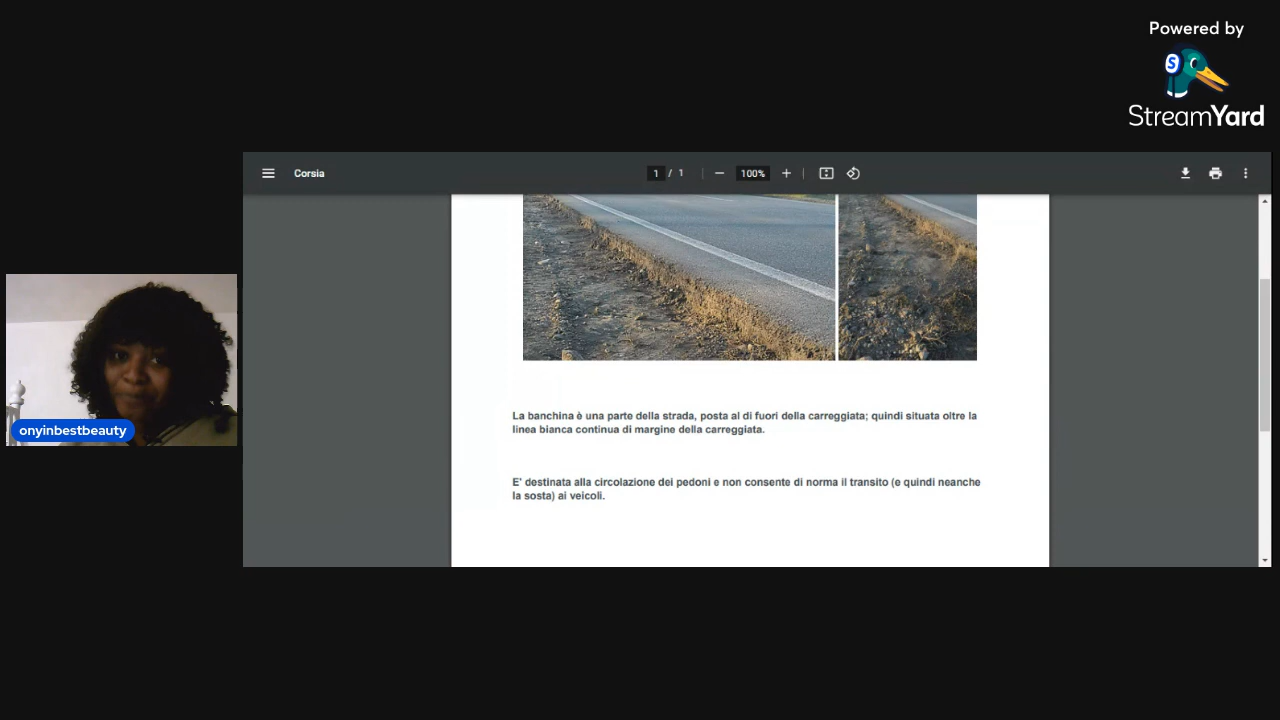 Powered by
S
StreamYard
Corsia
1 / 1
100%
La banchina è una parte della strada, posta al di fuori della carreggiata; quindi situata oltre la
linea bianca continua di margine della carreggiata.
E' destinata alla circolazione dei pedoni e non consente di norma il transito (e quindi neanche
la sosta) ai veicoli.
onyinbestbeauty